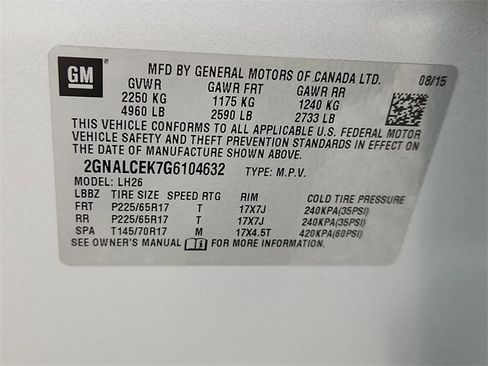 GM
MFD BY GENERAL MOTORS OF CANADA LTD. 08/15
GVWR GAWR FRT GAWR RR
2250 KG 1175 KG 1240 KG
4960 LB 2590 LB 2733 LB
THIS VEHICLE CONFORMS TO ALL APPLICABLE U.S. FEDERAL MOTOR
VEHICLE SAFETY AND THEFT PREVENTION STANDARDS IN EFFECT ON
THE DATE OF MANUFACTURE SHOWN ABOVE.
2GNALCEK7G6104632 TYPE: M.P.V.
MODEL: LH26
LBBZ TIRE SIZE SPEED RTG RIM COLD TIRE PRESSURE
FRT P225/65R17 T 17X7J 240KPA(35PSI)
RR P225/65R17 T 17X7J 240KPA(35PSI)
SPA T145/70R17 M 17X4.5T 420KPA(60PSI)
SEE OWNER'S MANUAL FOR MORE INFORMATION